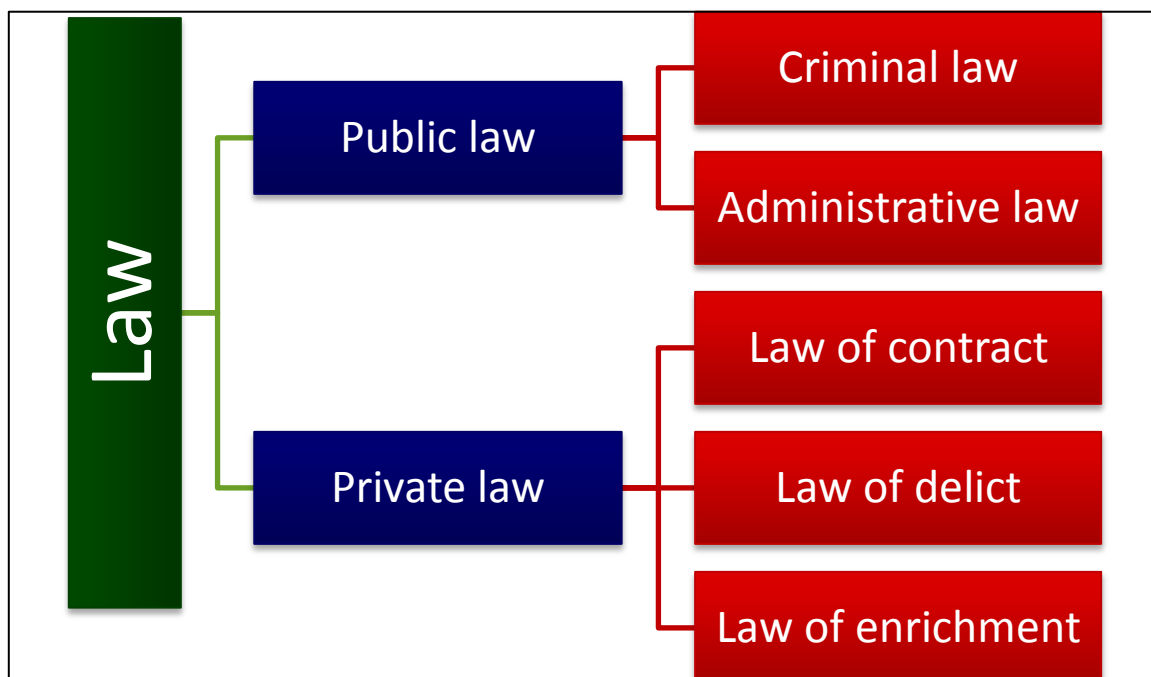 Law
Public law
Criminal law
Administrative law
Private law
Law of contract
Law of delict
Law of enrichment